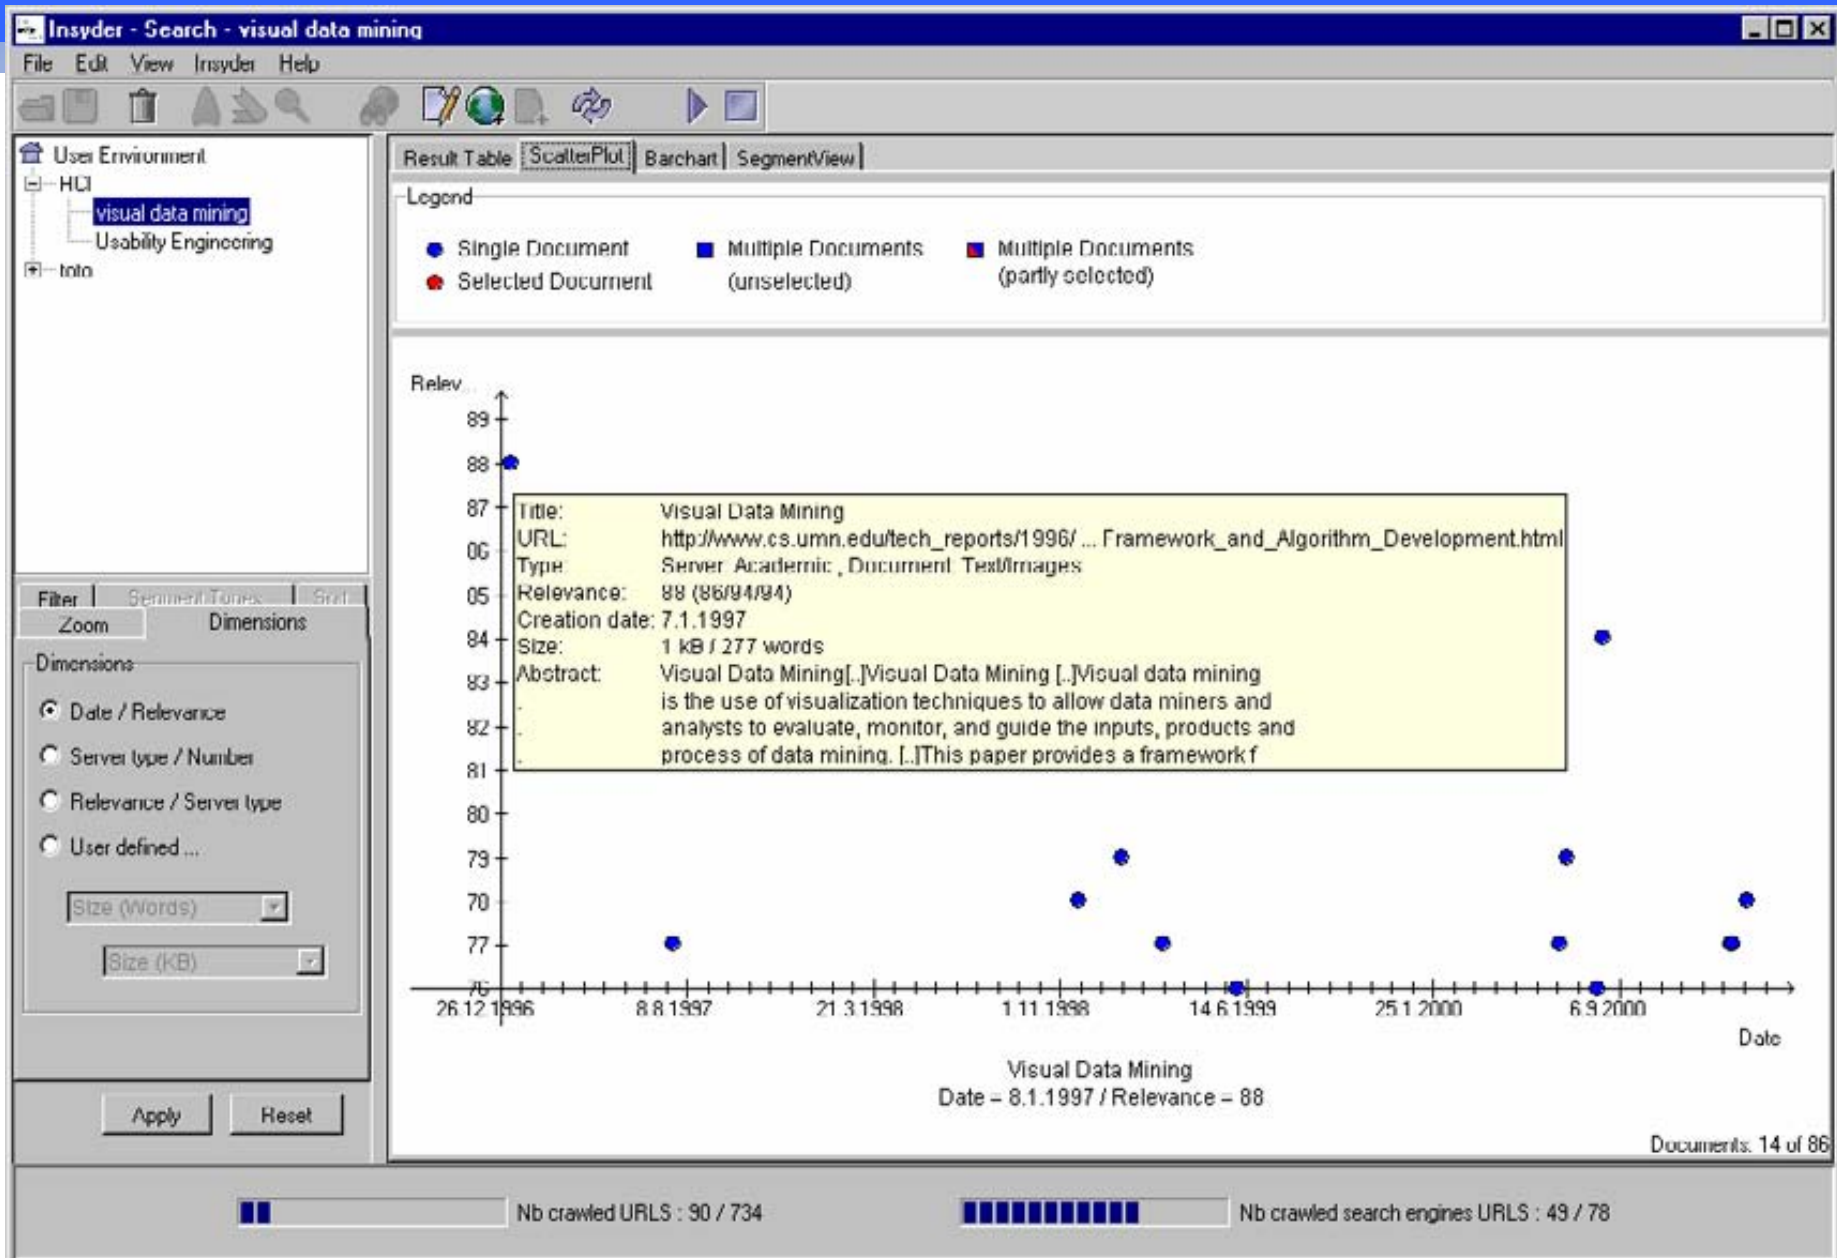 Insyder - Search - visual data mining
File Edit View Insyder Help
User Environment
HCI
visual data mining
Usability Engineering
toto
Result Table ScatterPlot Barchart SegmentView
Legend
Single Document
Selected Document
Multiple Documents
(unselected)
Multiple Documents
(partly selected)
Filter Segment Types Sort
Zoom Dimensions
Dimensions
Date / Relevance
Server type / Number
Relevance / Server type
User defined ...
Size (Words)
Size (KB)
Apply Reset
Relev...
89
88
87
86
85
84
83
82
81
80
79
78
77
76
Title: Visual Data Mining
URL: http://www.cs.umn.edu/tech_reports/1996/ ... Framework_and_Algorithm_Development.html
Type: Server: Academic , Document: Text/Images
Relevance: 88 (86/94/94)
Creation date: 7.1.1997
Size: 1 kB / 277 words
Abstract: Visual Data Mining[..]Visual Data Mining [..]Visual data mining
. is the use of visualization techniques to allow data miners and
. analysts to evaluate, monitor, and guide the inputs, products and
. process of data mining. [..]This paper provides a framework f
26.12.1996 8.8.1997 21.3.1998 1.11.1998 14.6.1999 25.1.2000 6.9.2000
Date
Visual Data Mining
Date = 8.1.1997 / Relevance = 88
Documents: 14 of 86
Nb crawled URLS : 90 / 734
Nb crawled search engines URLS : 49 / 78